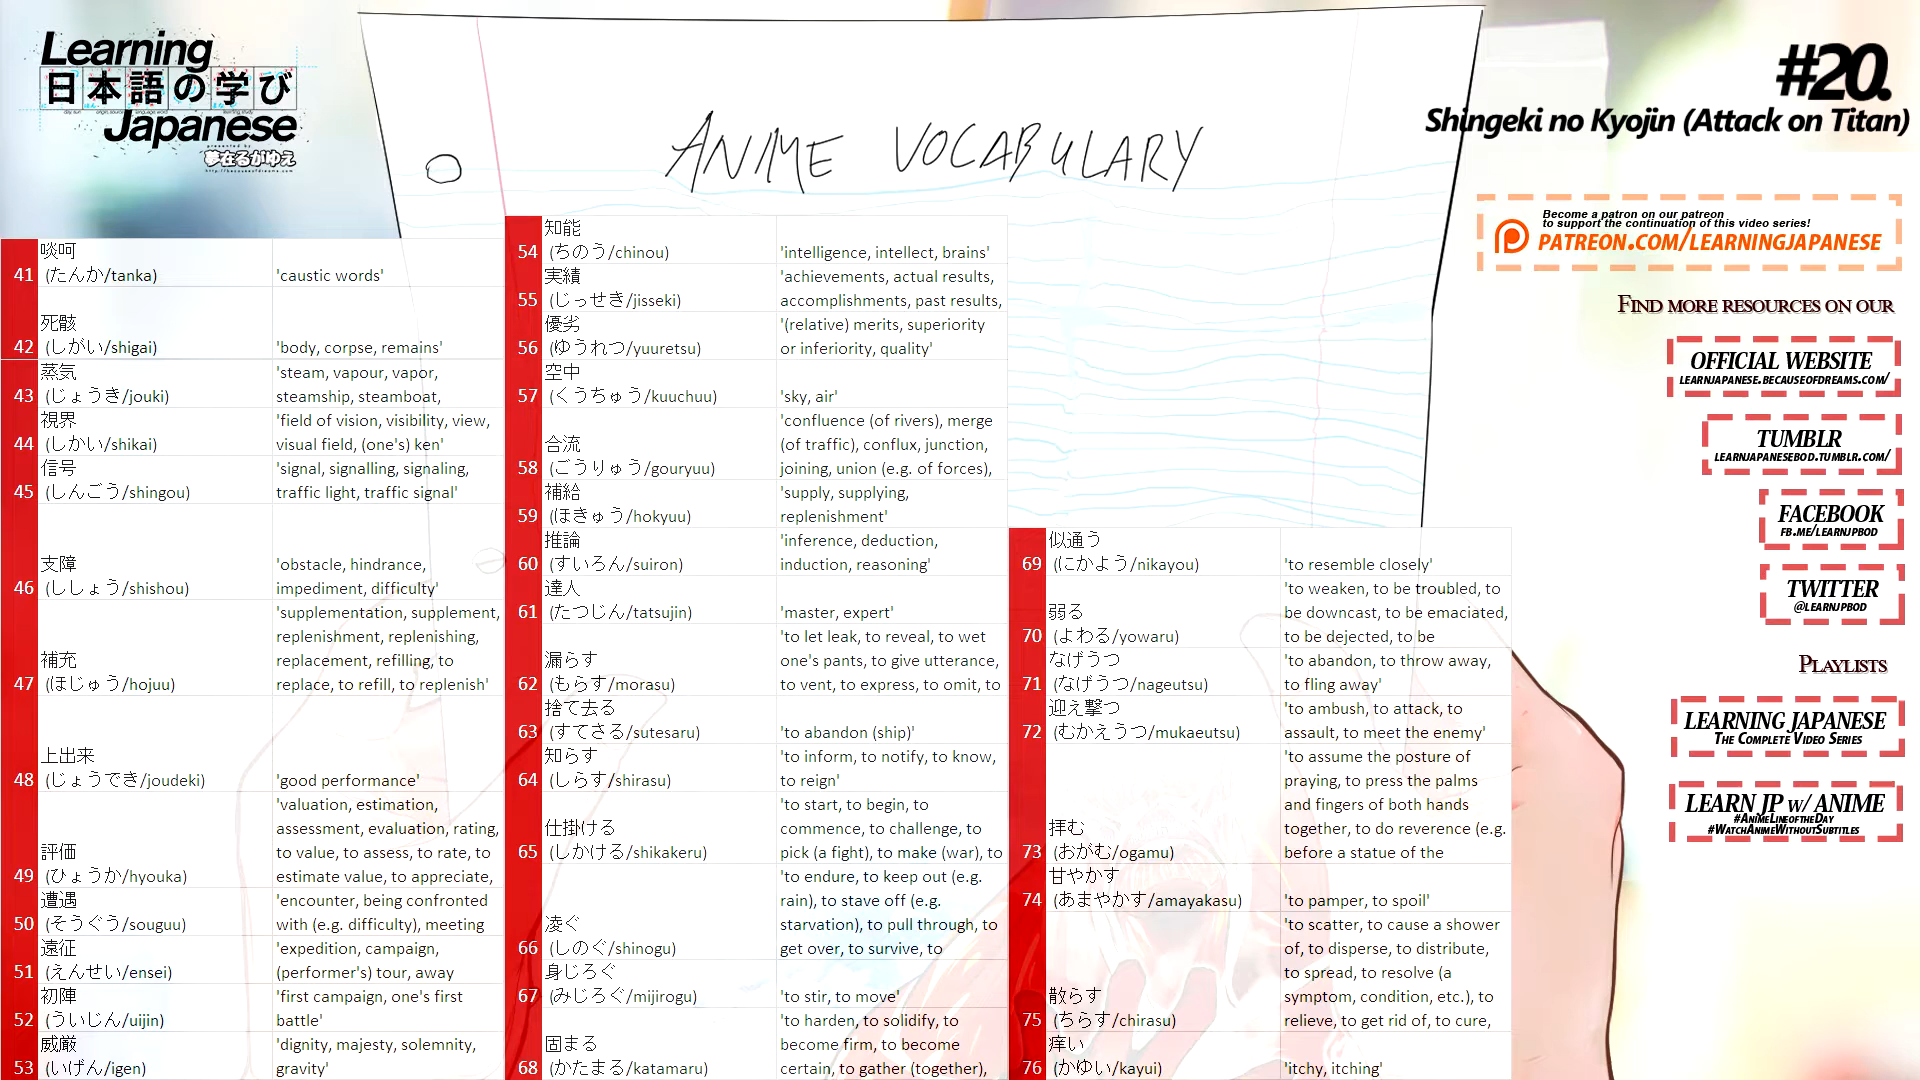 Learning
日本語の学び
Japanese
presented by
夢在るがゆえ
http://becauseofdreams.com
ANIME VOCABULARY
#20.
Shingeki no Kyojin (Attack on Titan)
41 啖呵
(たんか/tanka) 'caustic words'
42 死骸
(しがい/shigai) 'body, corpse, remains'
43 蒸気 'steam, vapour, vapor,
(じょうき/jouki) steamship, steamboat,
44 視界 'field of vision, visibility, view,
(しかい/shikai) visual field, (one's) ken'
45 信号 'signal, signalling, signaling,
(しんごう/shingou) traffic light, traffic signal'
46 支障 'obstacle, hindrance,
(ししょう/shishou) impediment, difficulty'
'supplementation, supplement,
replenishment, replenishing,
47 補充 replacement, refilling, to
(ほじゅう/hojuu) replace, to refill, to replenish'
48 上出来
(じょうでき/joudeki) 'good performance'
'valuation, estimation,
assessment, evaluation, rating,
49 評価 to value, to assess, to rate, to
(ひょうか/hyouka) estimate value, to appreciate,
50 遭遇 'encounter, being confronted
(そうぐう/souguu) with (e.g. difficulty), meeting
51 遠征 'expedition, campaign,
(えんせい/ensei) (performer's) tour, away
52 初陣 'first campaign, one's first
(ういじん/uijin) battle'
53 威厳 'dignity, majesty, solemnity,
(いげん/igen) gravity'
54 知能
(ちのう/chinou) 'intelligence, intellect, brains'
55 実績 'achievements, actual results,
(じっせき/jisseki) accomplishments, past results,
56 優劣 '(relative) merits, superiority
(ゆうれつ/yuuretsu) or inferiority, quality'
57 空中
(くうちゅう/kuuchuu) 'sky, air'
'confluence (of rivers), merge
58 合流 (of traffic), conflux, junction,
(ごうりゅう/gouryuu) joining, union (e.g. of forces),
59 補給 'supply, supplying,
(ほきゅう/hokyuu) replenishment'
60 推論 'inference, deduction,
(すいろん/suiron) induction, reasoning'
61 達人
(たつじん/tatsujin) 'master, expert'
'to let leak, to reveal, to wet
62 漏らす one's pants, to give utterance,
(もらす/morasu) to vent, to express, to omit, to
63 捨て去る
(すてさる/sutesaru) 'to abandon (ship)'
64 知らす 'to inform, to notify, to know,
(しらす/shirasu) to reign'
'to start, to begin, to
65 仕掛ける commence, to challenge, to
(しかける/shikakeru) pick (a fight), to make (war), to
'to endure, to keep out (e.g.
rain), to stave off (e.g.
66 凌ぐ starvation), to pull through, to
(しのぐ/shinogu) get over, to survive, to
67 身じろぐ
(みじろぐ/mijirogu) 'to stir, to move'
'to harden, to solidify, to
68 固まる become firm, to become
(かたまる/katamaru) certain, to gather (together),
69 似通う
(にかよう/nikayou) 'to resemble closely'
'to weaken, to be troubled, to
70 弱る be downcast, to be emaciated,
(よわる/yowaru) to be dejected, to be
71 なげうつ 'to abandon, to throw away,
(なげうつ/nageutsu) to fling away'
72 迎え撃つ 'to ambush, to attack, to
(むかえうつ/mukaeutsu) assault, to meet the enemy'
'to assume the posture of
praying, to press the palms
and fingers of both hands
73 拝む together, to do reverence (e.g.
(おがむ/ogamu) before a statue of the
74 甘やかす
(あまやかす/amayakasu) 'to pamper, to spoil'
'to scatter, to cause a shower
of, to disperse, to distribute,
to spread, to resolve (a
75 散らす symptom, condition, etc.), to
(ちらす/chirasu) relieve, to get rid of, to cure,
76 痒い
(かゆい/kayui) 'itchy, itching'
Become a patron on our patreon
to support the continuation of this video series!
PATREON.COM/LEARNINGJAPANESE
FIND MORE RESOURCES ON OUR
OFFICIAL WEBSITE
LEARNJAPANESE.BECAUSEOFDREAMS.COM/
TUMBLR
LEARNJAPANESEBOD.TUMBLR.COM/
FACEBOOK
FB.ME/LEARNJPBOD
TWITTER
@LEARNJPBOD
PLAYLISTS
LEARNING JAPANESE
THE COMPLETE VIDEO SERIES
LEARN JP W/ ANIME
#ANIMELINEOFTHEDAY
#WATCHANIMEWITHOUTSUBTITLES